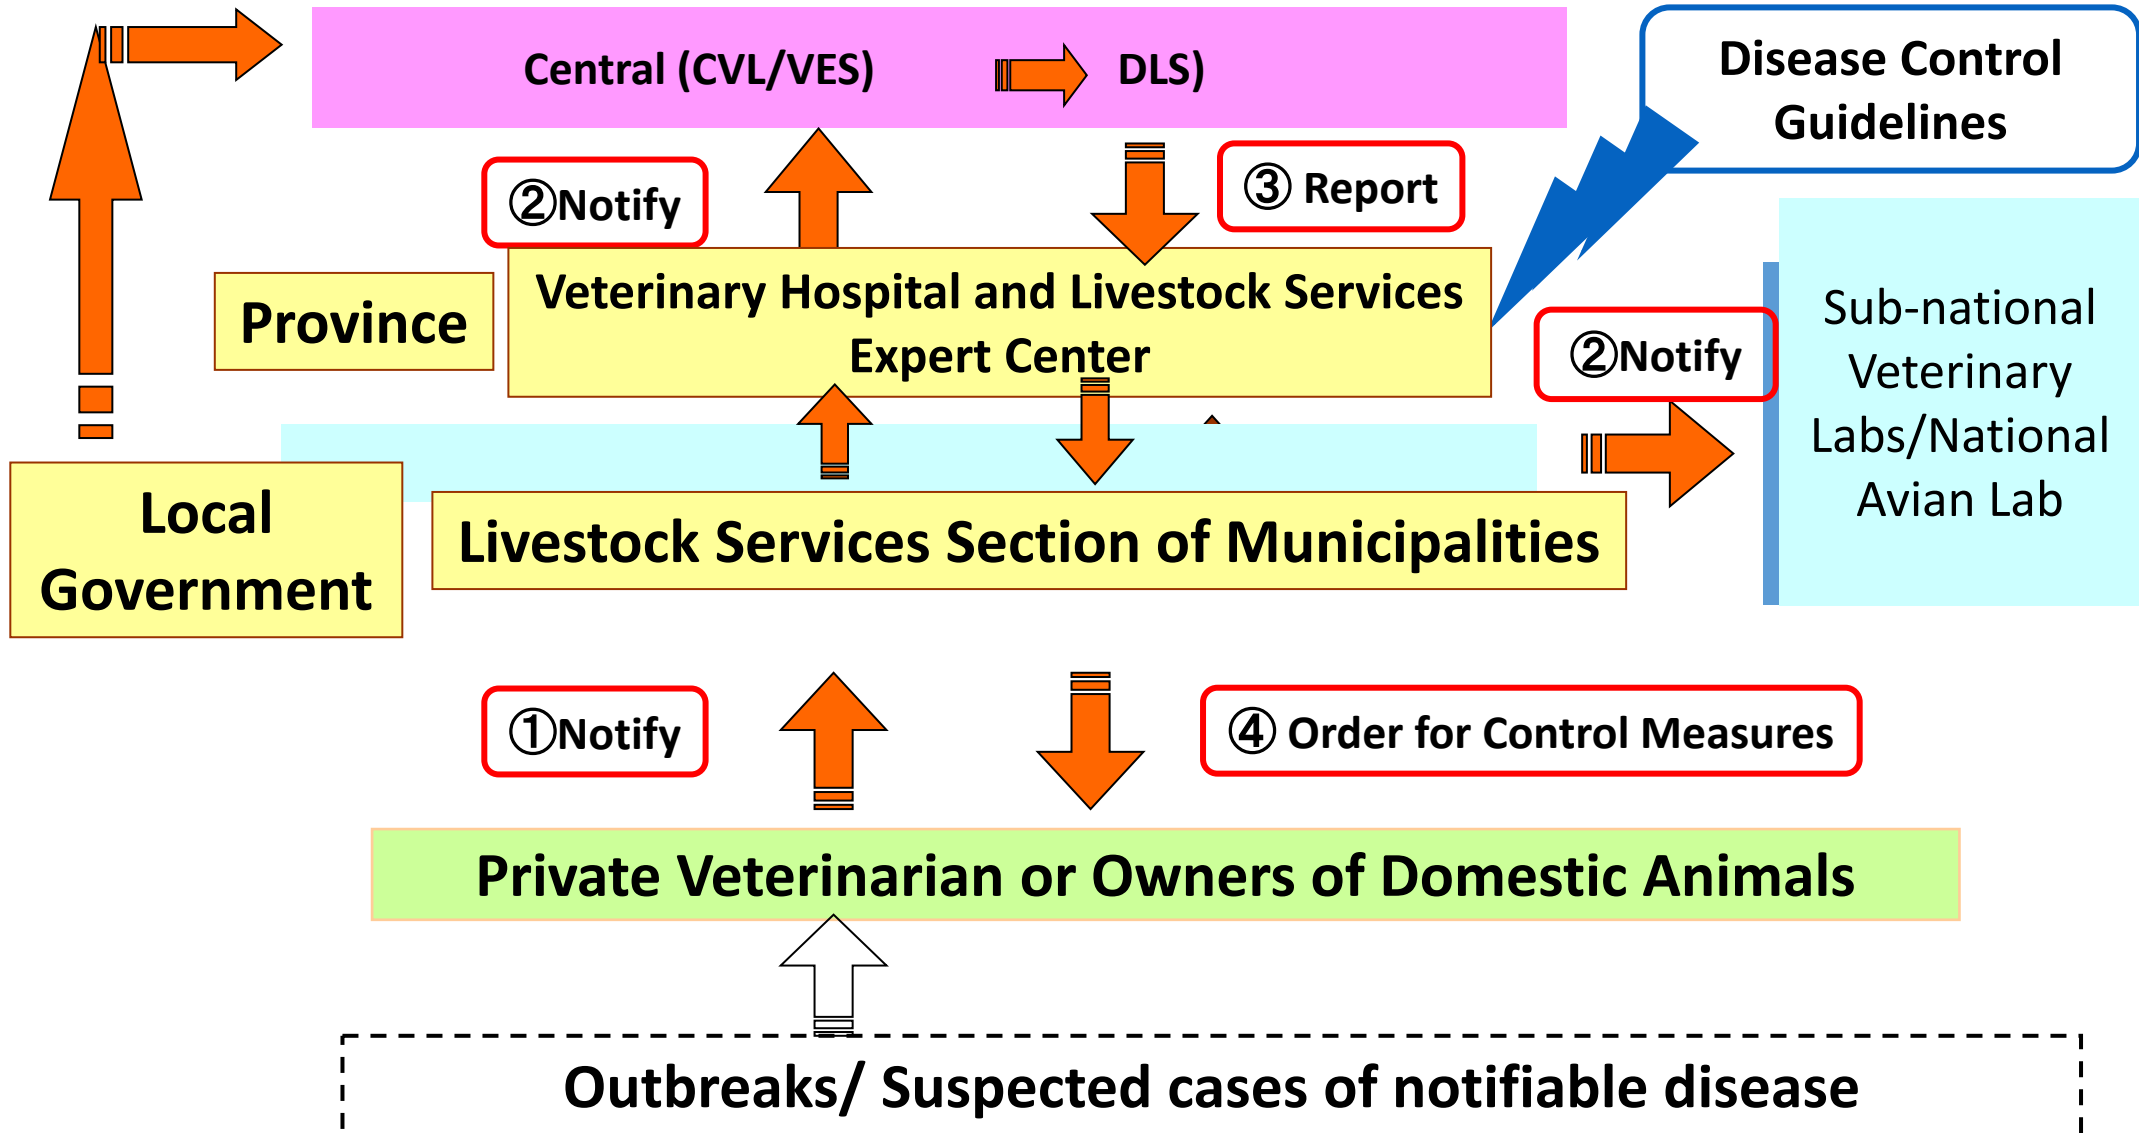 Central (CVL/VES) DLS)
Disease Control
Guidelines
②Notify
③ Report
Province
Veterinary Hospital and Livestock Services
Expert Center
②Notify
Sub-national
Veterinary
Labs/National
Avian Lab
Local
Government
Livestock Services Section of Municipalities
①Notify
④ Order for Control Measures
Private Veterinarian or Owners of Domestic Animals
Outbreaks/ Suspected cases of notifiable disease